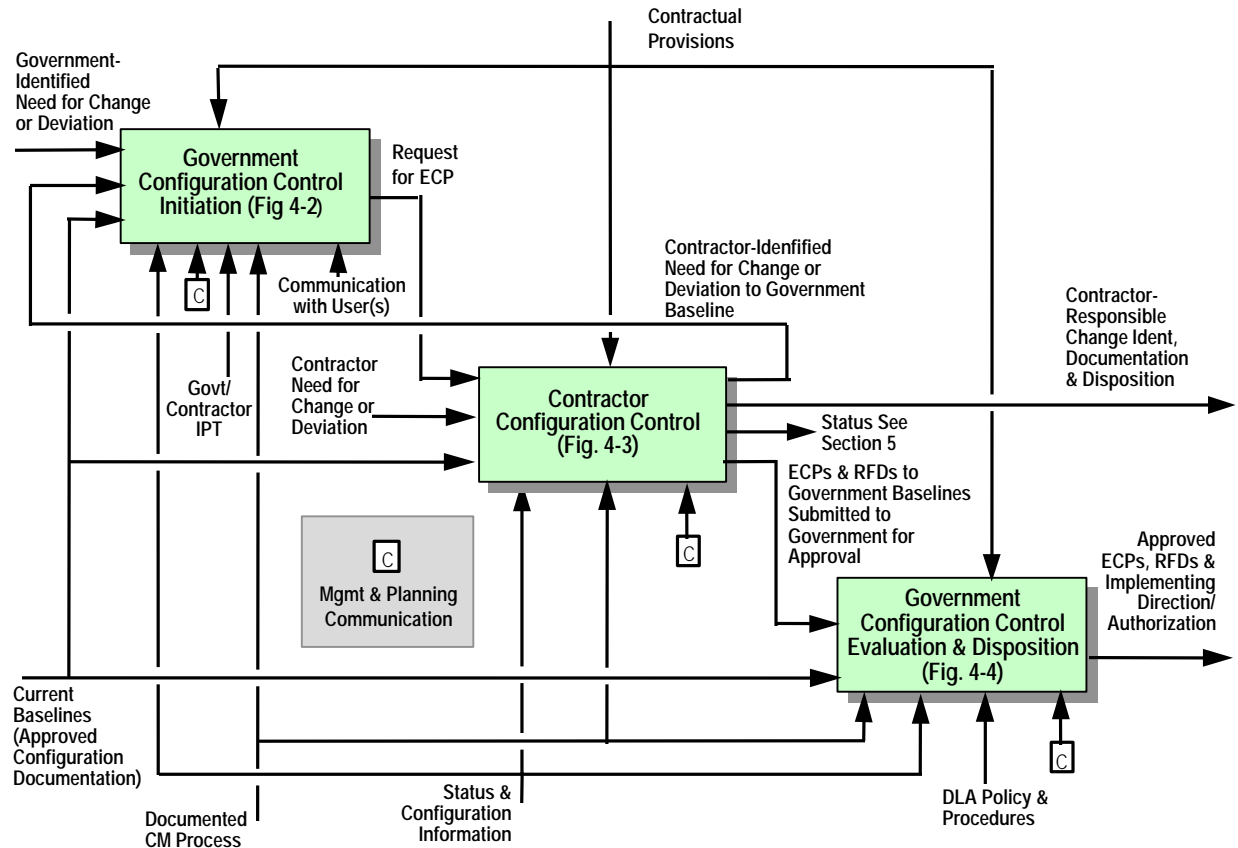 Contractual
Provisions
Government-
Identified
Need for Change
or Deviation
Government
Configuration Control
Initiation (Fig 4-2)
Request
for ECP
C
Communication
with User(s)
Contractor-Idenfified
Need for Change or
Deviation to Government
Baseline
Contractor-
Responsible
Change Ident,
Documentation
& Disposition
Govt/
Contractor
IPT
Contractor
Need for
Change or
Deviation
Contractor
Configuration Control
(Fig. 4-3)
Status See
Section 5
ECPs & RFDs to
Government Baselines
Submitted to
Government for
Approval
C
Mgmt & Planning
Communication
C
Approved
ECPs, RFDs &
Implementing
Direction/
Authorization
Government
Configuration Control
Evaluation & Disposition
(Fig. 4-4)
Current
Baselines
(Approved
Configuration
Documentation)
C
Documented
CM Process
Status &
Configuration
Information
DLA Policy &
Procedures